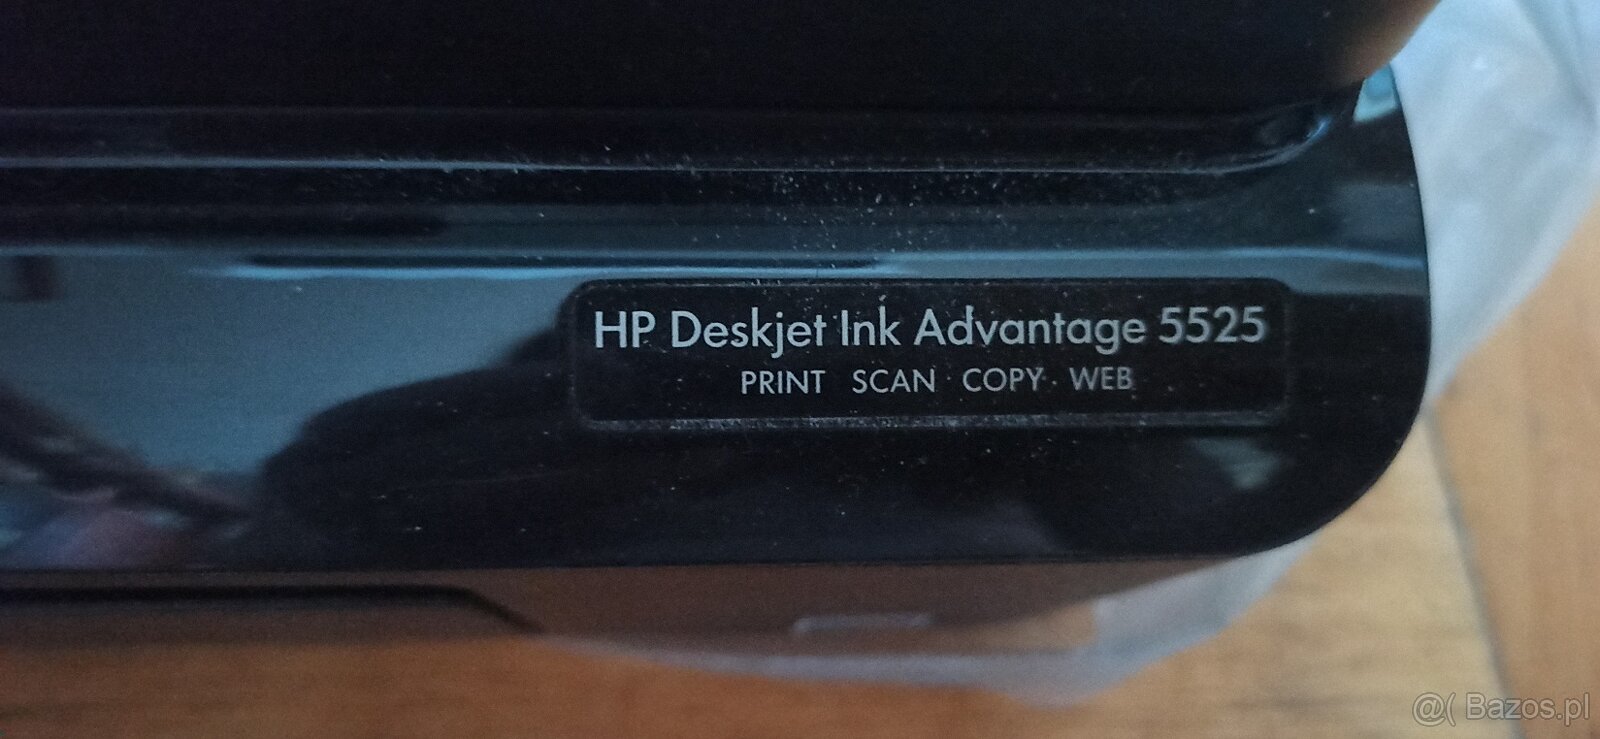 HP Deskjet Ink Advantage 5525
PRINT SCAN COPY WEB
@( Bazos.pl